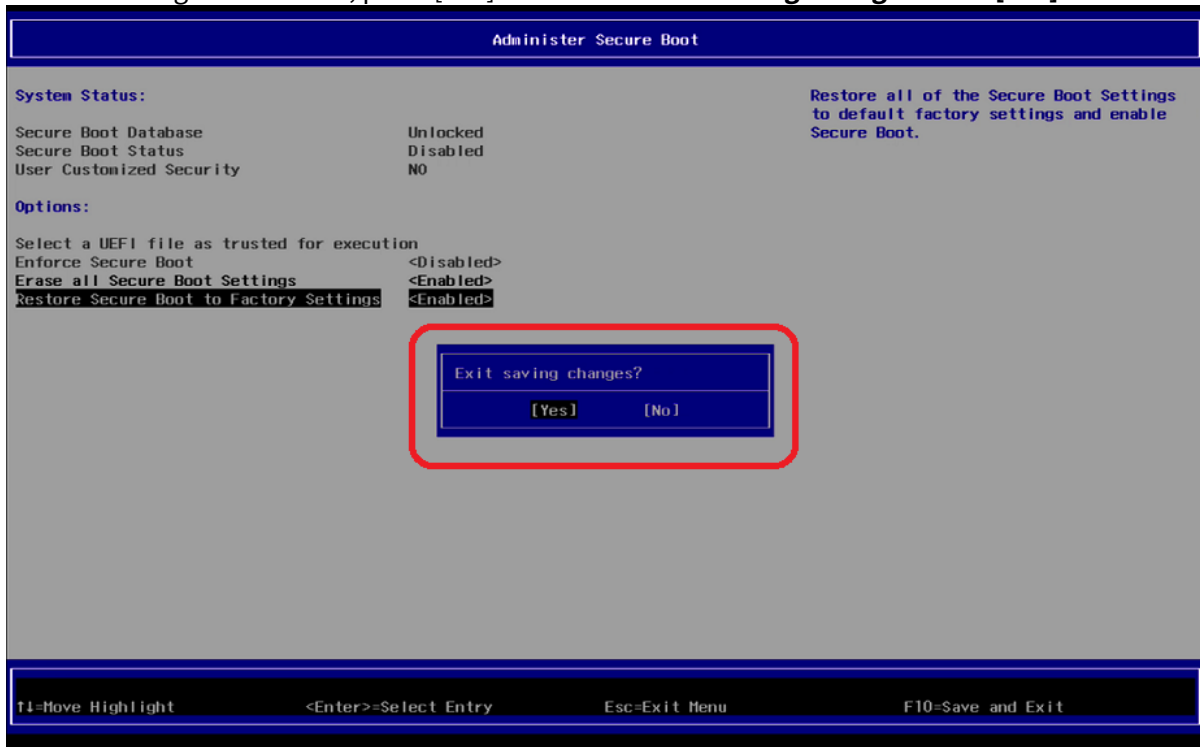 Administer Secure Boot
System Status:
Secure Boot Database Unlocked
Secure Boot Status Disabled
User Customized Security NO
Options:
Select a UEFI file as trusted for execution
Enforce Secure Boot <Disabled>
Erase all Secure Boot Settings <Enabled>
Restore Secure Boot to Factory Settings <Enabled>
Restore all of the Secure Boot Settings
to default factory settings and enable
Secure Boot.
Exit saving changes?
[Yes] [No]
↑↓=Move Highlight <Enter>=Select Entry Esc=Exit Menu F10=Save and Exit